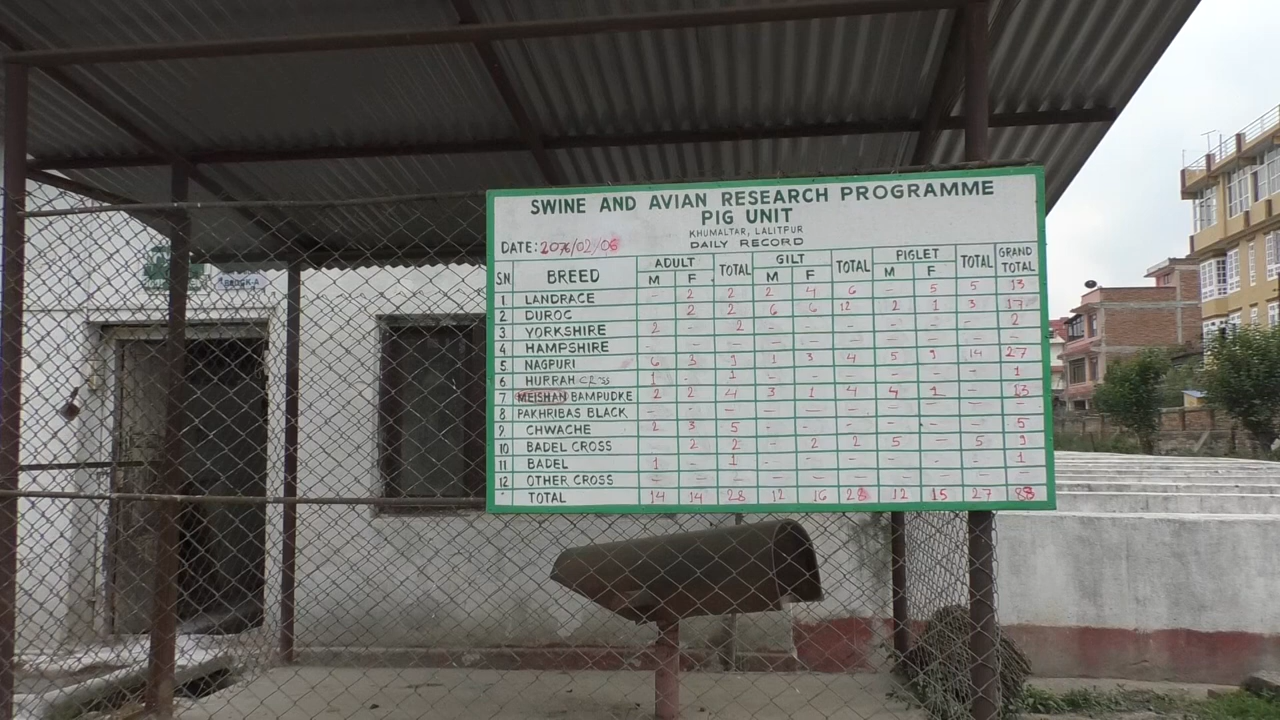 SWINE AND AVIAN RESEARCH PROGRAMME
PIG UNIT
KHUMALTAR, LALITPUR
DATE: 2076/02/06 DAILY RECORD
SN BREED ADULT TOTAL GILT TOTAL PIGLET TOTAL GRAND TOTAL
M F M F M F
1 LANDRACE - 2 2 2 4 6 - 5 5 13
2 DUROC 2 2 6 6 12 2 1 3 17
3 YORKSHIRE 2 - 2 - - - - - - 2
4 HAMPSHIRE - - - - - - - - - -
5 NAGPURI 6 3 9 1 3 4 5 9 14 27
6 HURRAH CRSS 1 - 1 - - - - - - 1
7 MEISHAN BAMPUDKE 2 2 4 3 1 4 4 1 - 13
8 PAKHRIBAS BLACK - - - - - - - - - -
9 CHWACHE 2 3 5 - - - - - - 5
10 BADEL CROSS 2 2 - 2 2 5 - 5 9
11 BADEL 1 - 1 - - - - - - 1
12 OTHER CROSS - - - - - - - - - -
TOTAL 14 14 28 12 16 28 12 15 27 88
BLOCK-A